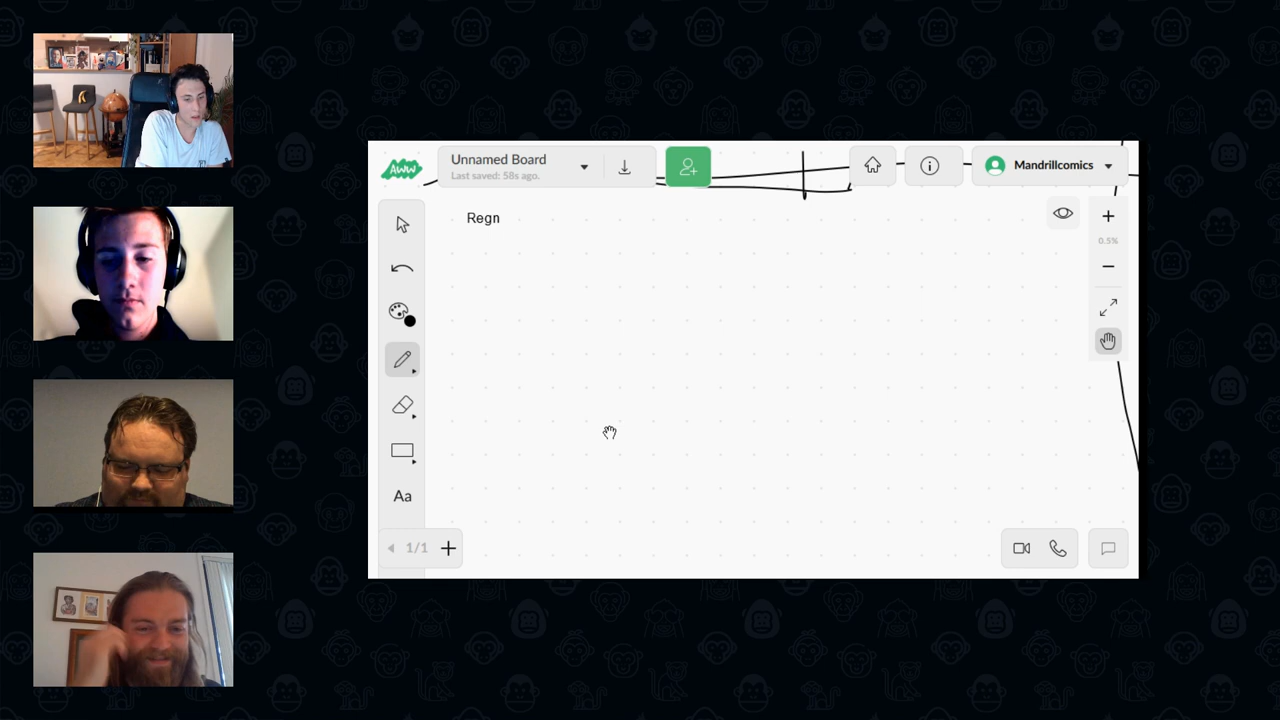 AWW
Unnamed Board
Last saved: 58s ago.
Mandrillcomics
Regn
0.5%
Aa
1/1